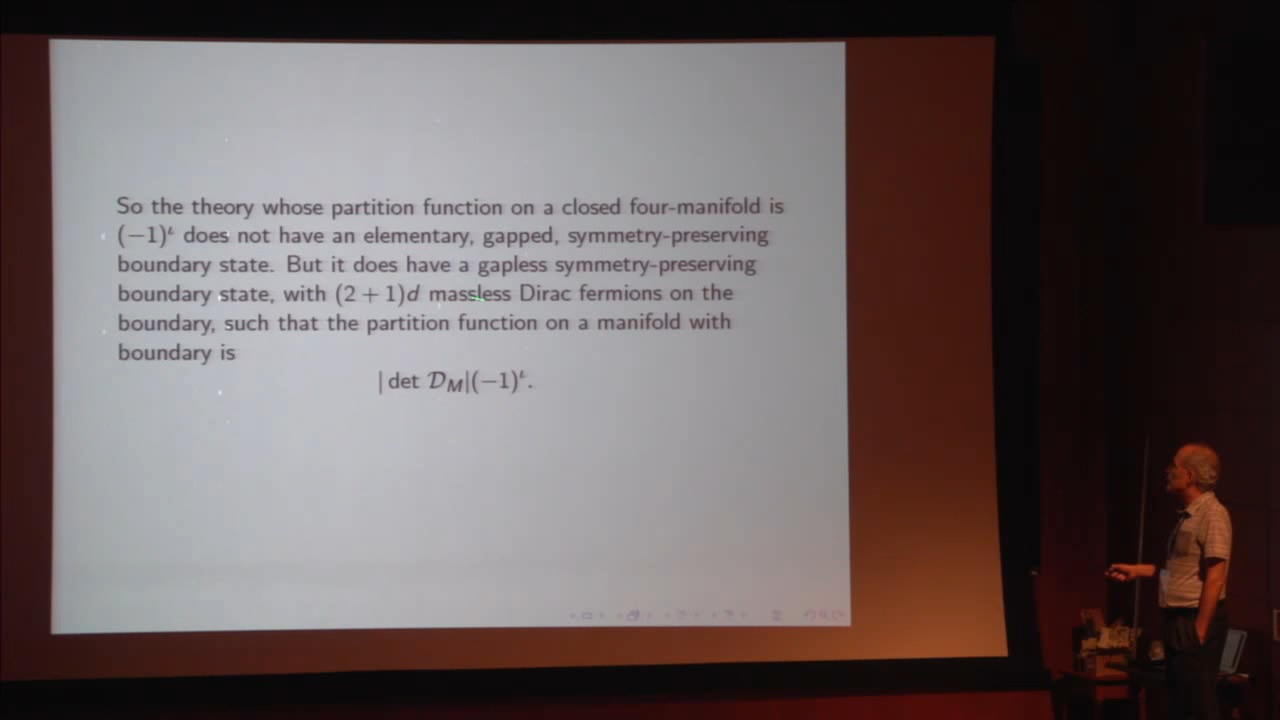 So the theory whose partition function on a closed four-manifold is
(−1)^ι does not have an elementary, gapped, symmetry-preserving
boundary state. But it does have a gapless symmetry-preserving
boundary state, with (2 + 1)d massless Dirac fermions on the
boundary, such that the partition function on a manifold with
boundary is
|det 𝒟_M|(−1)^ι.